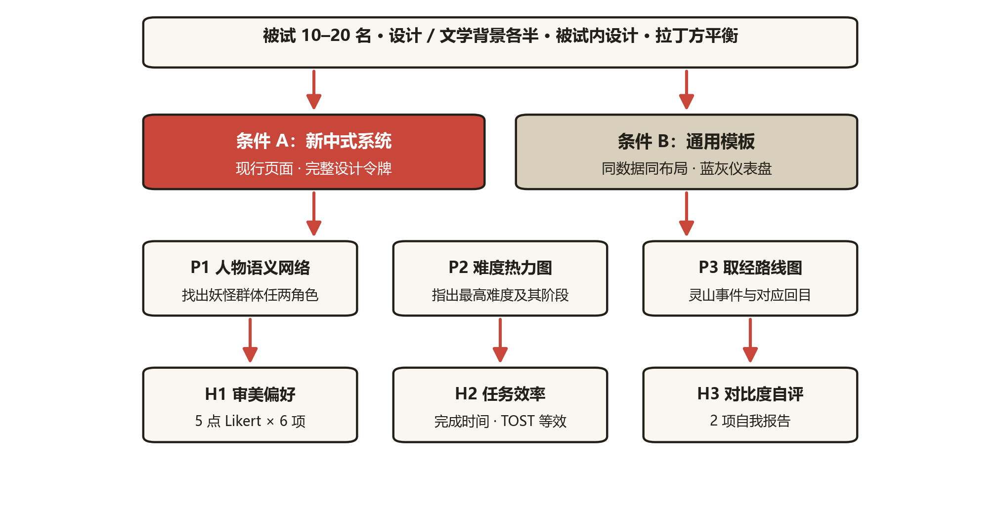 被试 10–20 名 · 设计 / 文学背景各半 · 被试内设计 · 拉丁方平衡
条件 A：新中式系统
现行页面 · 完整设计令牌
条件 B：通用模板
同数据同布局 · 蓝灰仪表盘
P1 人物语义网络
找出妖怪群体任两角色
P2 难度热力图
指出最高难度及其阶段
P3 取经路线图
灵山事件与对应回目
H1 审美偏好
5 点 Likert × 6 项
H2 任务效率
完成时间 · TOST 等效
H3 对比度自评
2 项自我报告